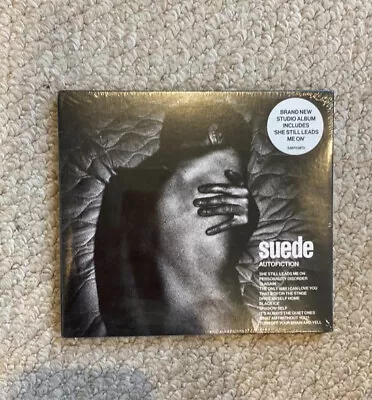 BRAND NEW
STUDIO ALBUM
INCLUDES
'SHE STILL LEADS
ME ON'
suede
AUTOFICTION
SHE STILL LEADS ME ON
PERSONALITY DISORDER
15 AGAIN
THE ONLY WAY I CAN LOVE YOU
THAT BOY ON THE STAGE
DRIVE MYSELF HOME
BLACK ICE
SHADOW SELF
IT'S ALWAYS THE QUIET ONES
WHAT AM I WITHOUT YOU?
TURN OFF YOUR BRAIN AND YELL